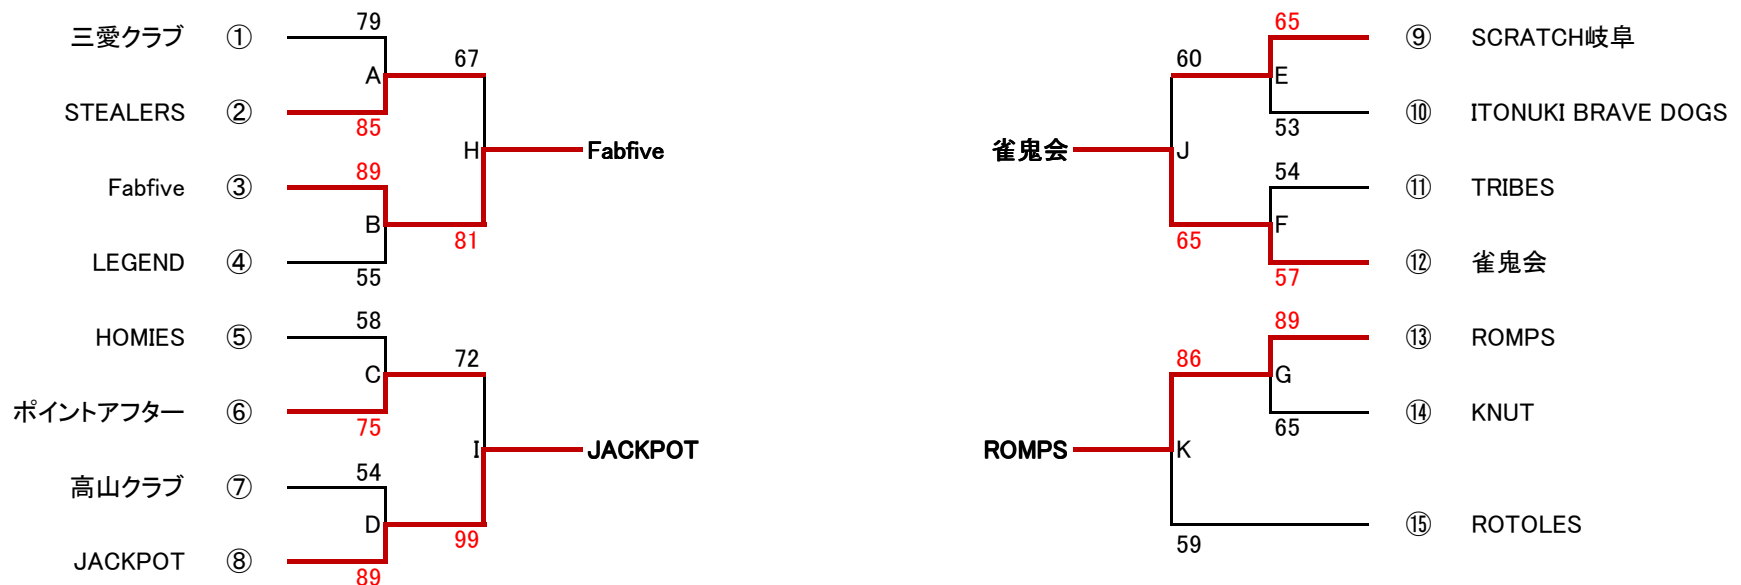 79 65
三愛クラブ ① 67 60 ⑨ SCRATCH岐阜
A E
STEALERS ② ⑩ ITONUKI BRAVE DOGS
85 53
H Fabfive 雀鬼会 J
89 54
Fabfive ③ ⑪ TRIBES
B F
81 65
LEGEND ④ ⑫ 雀鬼会
55 57
58 89
HOMIES ⑤ ⑬ ROMPS
72 86
C G
ポイントアフター ⑥ ⑭ KNUT
75 65
I JACKPOT ROMPS K
54
高山クラブ ⑦
D ⑮ ROTOLES
99 59
JACKPOT ⑧
89